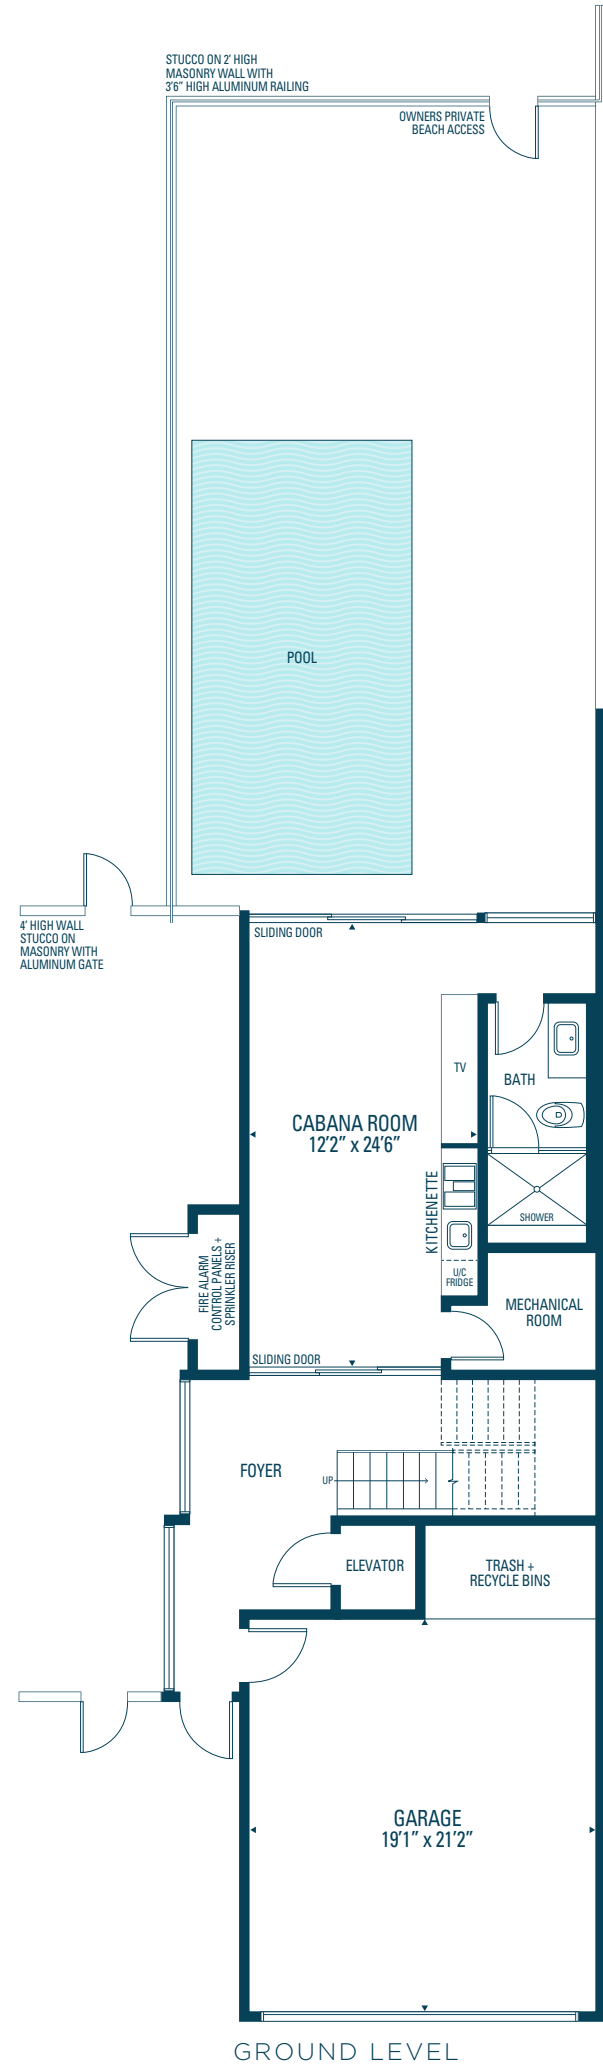 STUCCO ON 2' HIGH
MASONRY WALL WITH
3'6" HIGH ALUMINUM RAILING
OWNERS PRIVATE
BEACH ACCESS
POOL
4' HIGH WALL
STUCCO ON
MASONRY WITH
ALUMINUM GATE
SLIDING DOOR
TV
BATH
CABANA ROOM
12'2" x 24'6"
KITCHENETTE
SHOWER
U/C
FRIDGE
FIRE ALARM
CONTROL PANELS +
SPRINKLER RISER
MECHANICAL
ROOM
SLIDING DOOR
FOYER
UP
ELEVATOR
TRASH +
RECYCLE BINS
GARAGE
19'1" x 21'2"
GROUND LEVEL